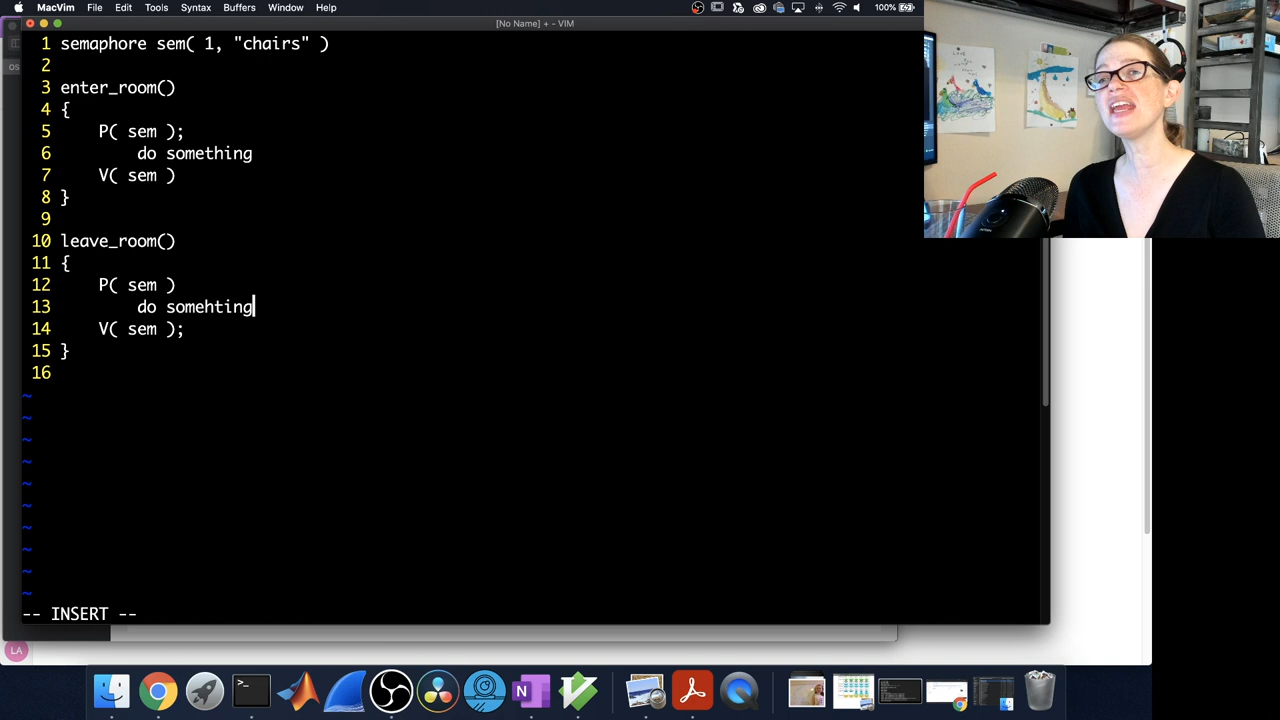 MacVim File Edit Tools Syntax Buffers Window Help 100%
[No Name] + - VIM
1 semaphore sem( 1, "chairs" )
2
3 enter_room()
4 {
5 P( sem );
6 do something
7 V( sem )
8 }
9
10 leave_room()
11 {
12 P( sem )
13 do somehting
14 V( sem );
15 }
16
~
~
~
~
~
~
~
~
~
~
-- INSERT --
LA